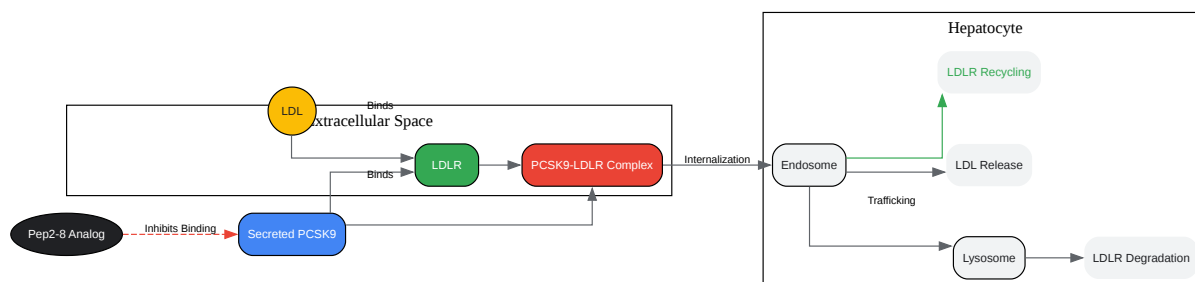 Hepatocyte
LDLR Recycling
LDL
Binds
xtracellular Space
LDLR
PCSK9-LDLR Complex
Internalization
Endosome
LDL Release
Binds
Trafficking
Pep2-8 Analog
Inhibits Binding
Secreted PCSK9
Lysosome
LDLR Degradation